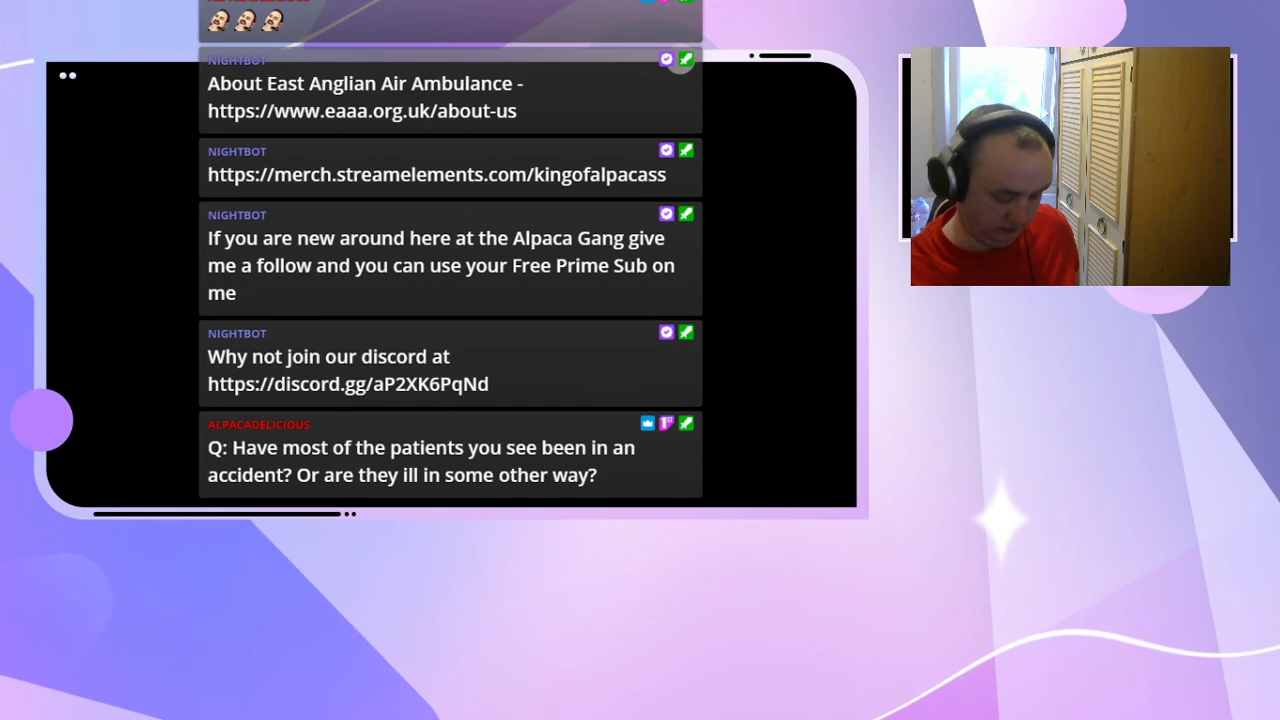 NIGHTBOT
About East Anglian Air Ambulance -
https://www.eaaa.org.uk/about-us
NIGHTBOT
https://merch.streamelements.com/kingofalpacass
NIGHTBOT
If you are new around here at the Alpaca Gang give
me a follow and you can use your Free Prime Sub on
me
NIGHTBOT
Why not join our discord at
https://discord.gg/aP2XK6PqNd
ALPACADELICIOUS
Q: Have most of the patients you see been in an
accident? Or are they ill in some other way?